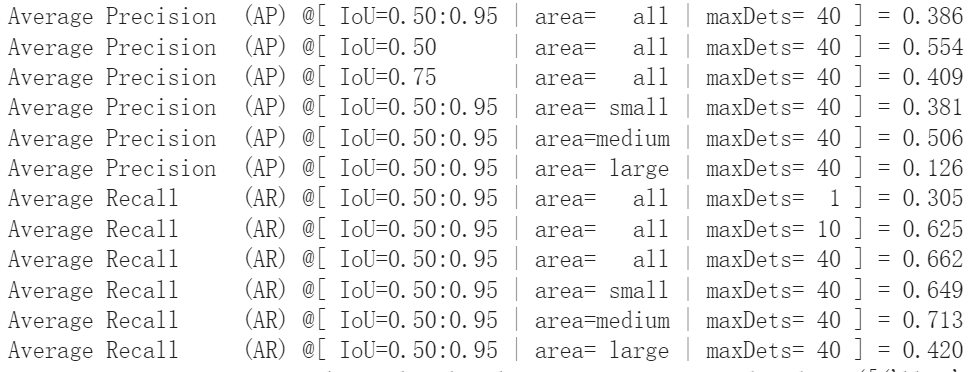 Average Precision  (AP) @[ IoU=0.50:0.95 | area=   all | maxDets= 40 ] = 0.386
Average Precision  (AP) @[ IoU=0.50      | area=   all | maxDets= 40 ] = 0.554
Average Precision  (AP) @[ IoU=0.75      | area=   all | maxDets= 40 ] = 0.409
Average Precision  (AP) @[ IoU=0.50:0.95 | area= small | maxDets= 40 ] = 0.381
Average Precision  (AP) @[ IoU=0.50:0.95 | area=medium | maxDets= 40 ] = 0.506
Average Precision  (AP) @[ IoU=0.50:0.95 | area= large | maxDets= 40 ] = 0.126
Average Recall     (AR) @[ IoU=0.50:0.95 | area=   all | maxDets=  1 ] = 0.305
Average Recall     (AR) @[ IoU=0.50:0.95 | area=   all | maxDets= 10 ] = 0.625
Average Recall     (AR) @[ IoU=0.50:0.95 | area=   all | maxDets= 40 ] = 0.662
Average Recall     (AR) @[ IoU=0.50:0.95 | area= small | maxDets= 40 ] = 0.649
Average Recall     (AR) @[ IoU=0.50:0.95 | area=medium | maxDets= 40 ] = 0.713
Average Recall     (AR) @[ IoU=0.50:0.95 | area= large | maxDets= 40 ] = 0.420